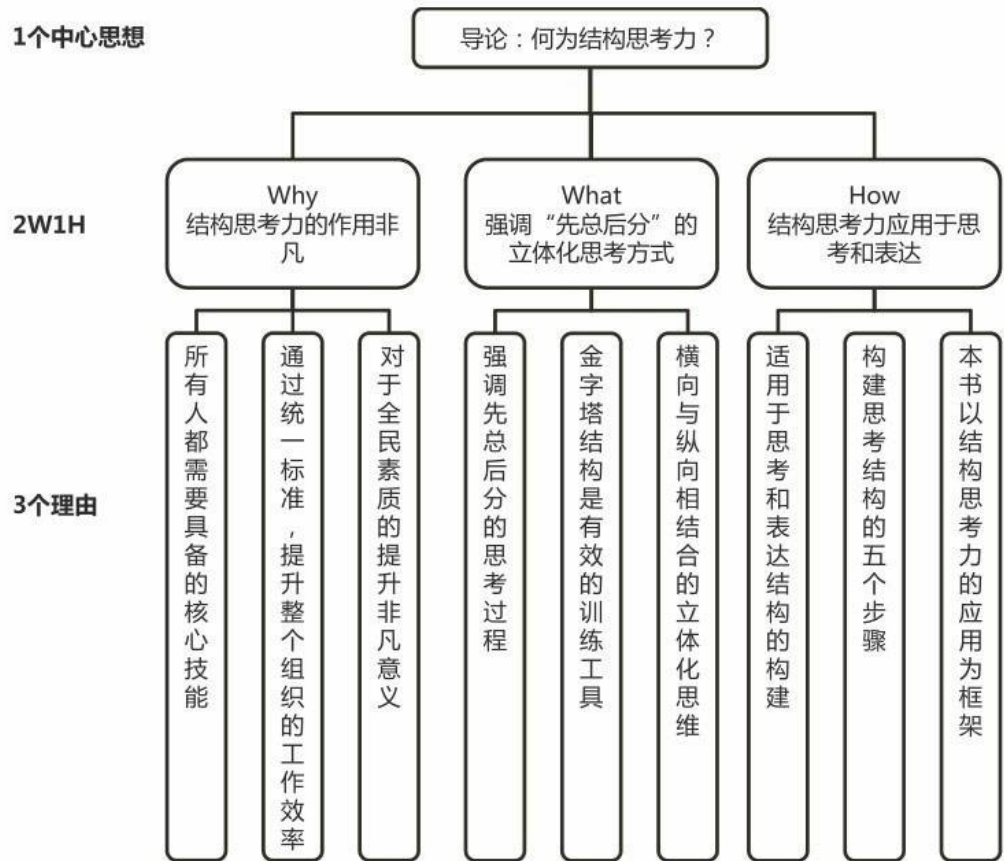 1个中心思想
导论：何为结构思考力？
2W1H
Why
结构思考力的作用非
凡
What
强调“先总后分”的
立体化思考方式
How
结构思考力应用于思
考和表达
3个理由
所有人都需要具备的核心技能
通过统一标准，提升整个组织的工作效率
对于全民素质的提升非凡意义
强调先总后分的思考过程
金字塔结构是有效的训练工具
横向与纵向相结合的立体化思维
适用于思考和表达结构的构建
构建思考结构的五个步骤
本书以结构思考力的应用为框架